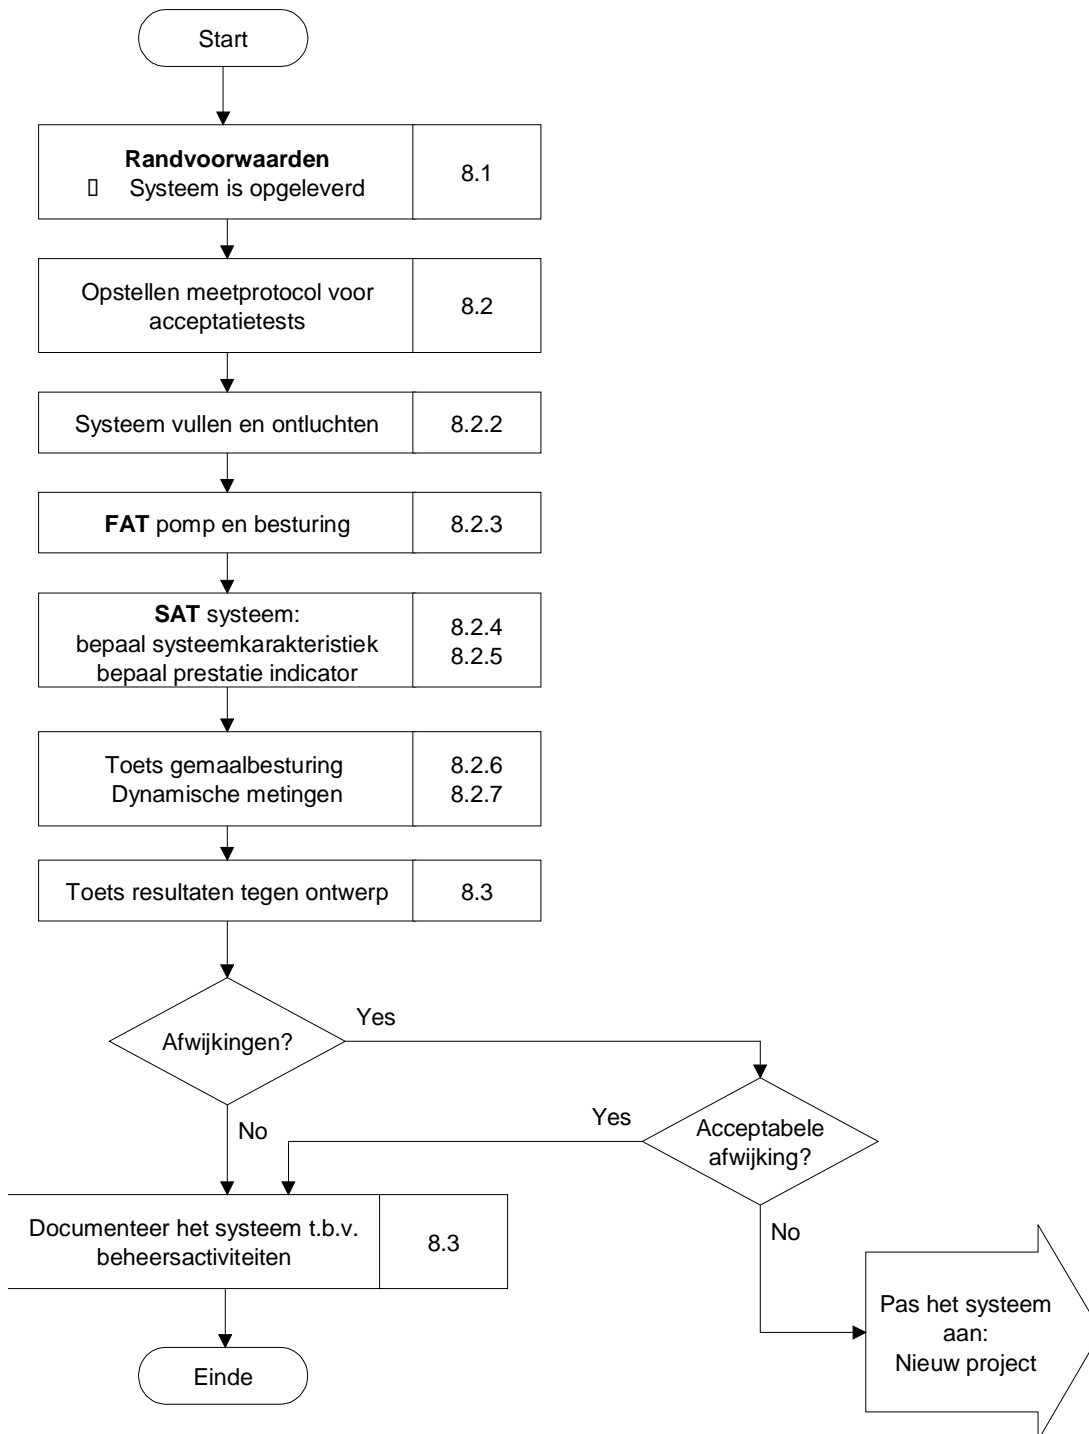 Start
Randvoorwaarden
Systeem is opgeleverd
8.1
Opstellen meetprotocol voor
acceptatietests
8.2
Systeem vullen en ontluchten
8.2.2
FAT pomp en besturing
8.2.3
SAT systeem:
bepaal systeemkarakteristiek
bepaal prestatie indicator
8.2.4
8.2.5
Toets gemaalbesturing
Dynamische metingen
8.2.6
8.2.7
Toets resultaten tegen ontwerp
8.3
Afwijkingen?
Yes
No
Acceptabele
afwijking?
Yes
No
Documenteer het systeem t.b.v.
beheersactiviteiten
8.3
Pas het systeem
aan:
Nieuw project
Einde